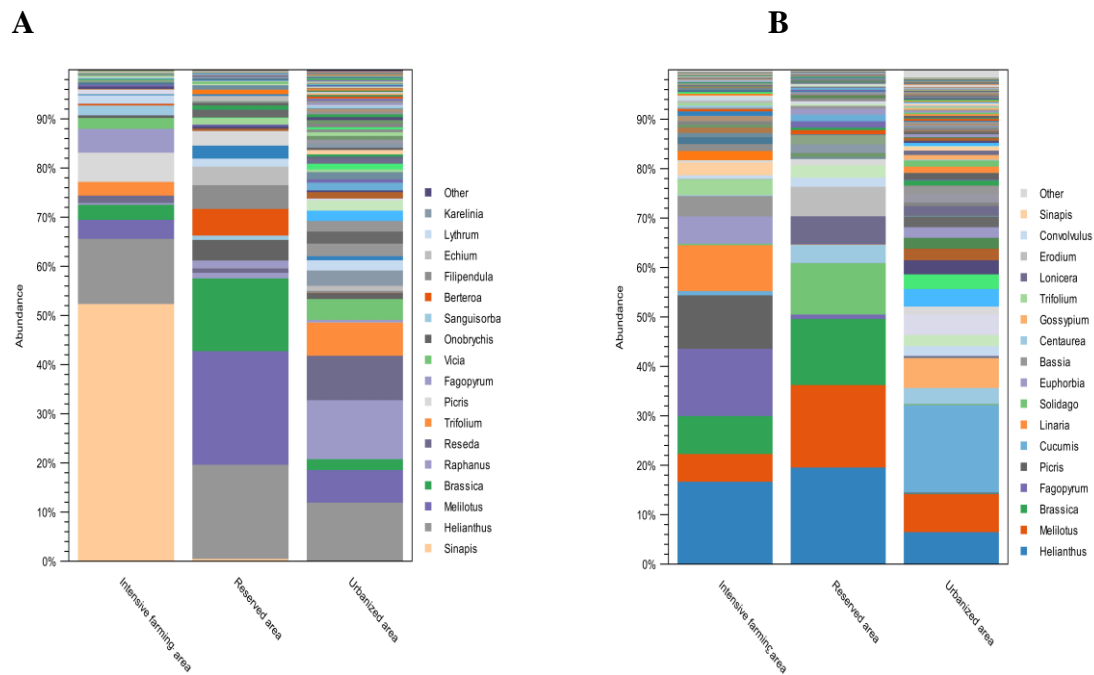 A
B
Abundance
90%
80%
70%
60%
50%
40%
30%
20%
10%
0%
Intensive farming area
Reserved area
Urbanized area
Other
Karelinia
Lythrum
Echium
Filipendula
Berteroa
Sanguisorba
Onobrychis
Vicia
Fagopyrum
Picris
Trifolium
Reseda
Raphanus
Brassica
Melilotus
Helianthus
Sinapis
Abundance
90%
80%
70%
60%
50%
40%
30%
20%
10%
0%
Intensive farming area
Reserved area
Urbanized area
Other
Sinapis
Convolvulus
Erodium
Lonicera
Trifolium
Gossypium
Centaurea
Bassia
Euphorbia
Solidago
Linaria
Cucumis
Picris
Fagopyrum
Brassica
Melilotus
Helianthus